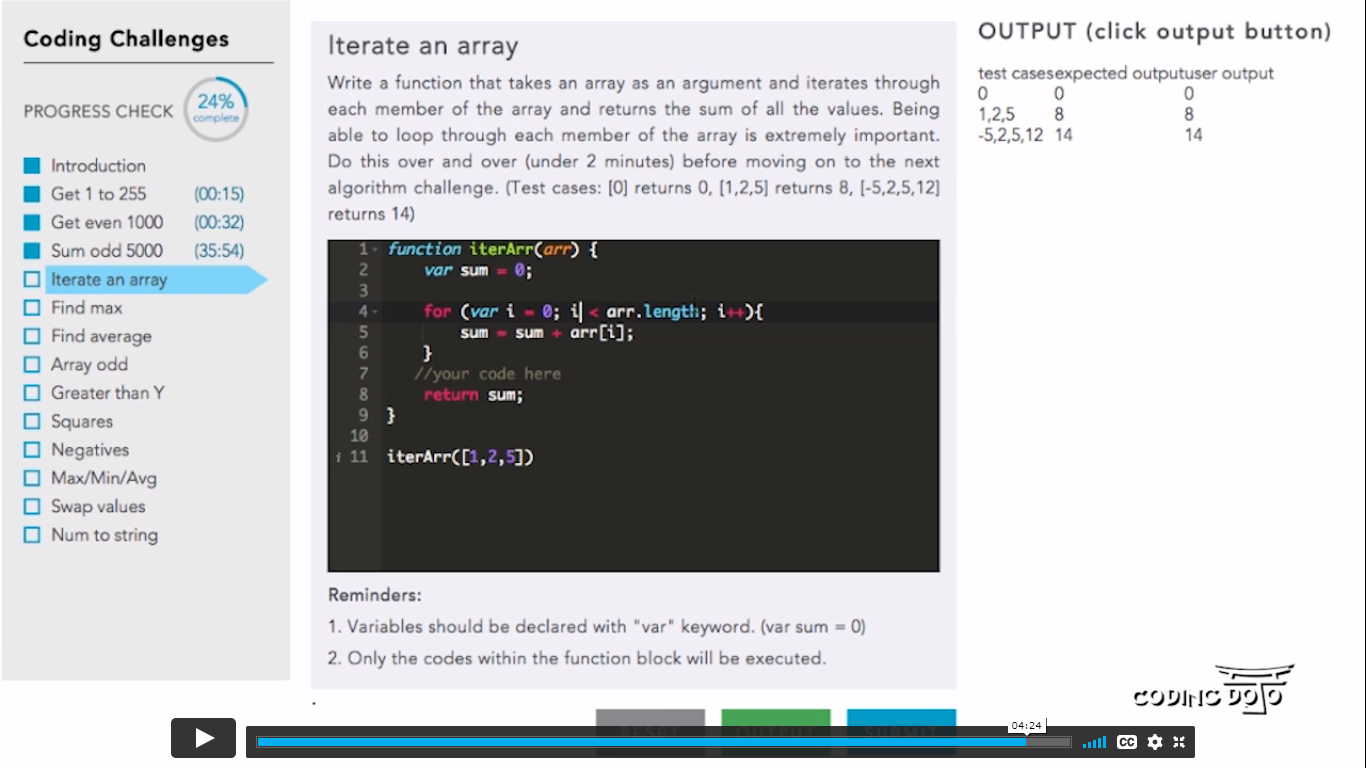 Coding Challenges
PROGRESS CHECK
24%
complete
Introduction
Get 1 to 255 (00:15)
Get even 1000 (00:32)
Sum odd 5000 (35:54)
Iterate an array
Find max
Find average
Array odd
Greater than Y
Squares
Negatives
Max/Min/Avg
Swap values
Num to string
Iterate an array
Write a function that takes an array as an argument and iterates through
each member of the array and returns the sum of all the values. Being
able to loop through each member of the array is extremely important.
Do this over and over (under 2 minutes) before moving on to the next
algorithm challenge. (Test cases: [0] returns 0, [1,2,5] returns 8, [-5,2,5,12]
returns 14)
1 function iterArr(arr) {
2 var sum = 0;
3
4 for (var i = 0; i < arr.length; i++){
5 sum = sum + arr[i];
6 }
7 //your code here
8 return sum;
9 }
10
i 11 iterArr([1,2,5])
Reminders:
1. Variables should be declared with "var" keyword. (var sum = 0)
2. Only the codes within the function block will be executed.
.
RESET OUTPUT SUBMIT
OUTPUT (click output button)
test casesexpected outputuser output
0 0 0
1,2,5 8 8
-5,2,5,12 14 14
CODING DOJO
04:24
CC